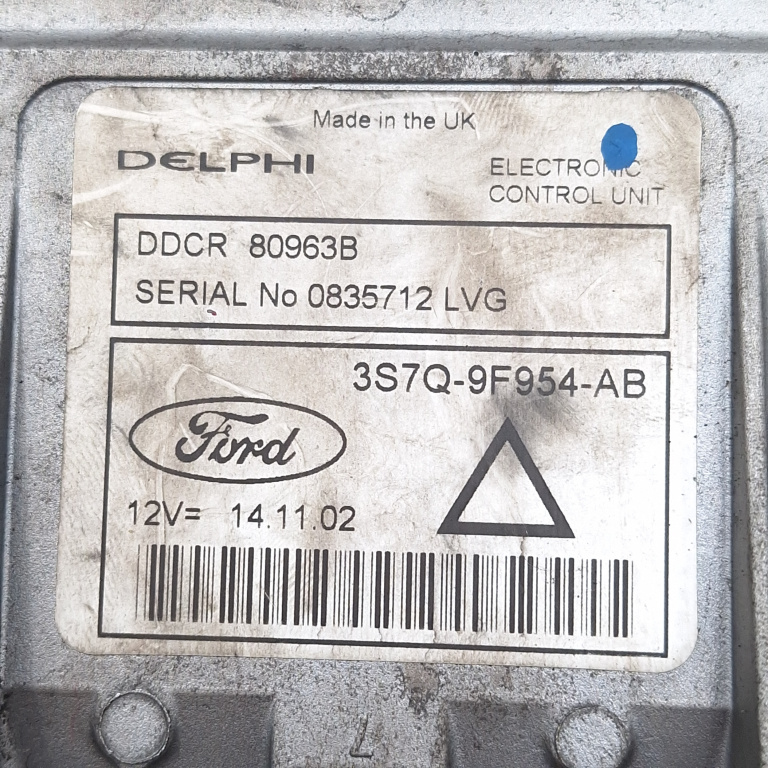 Made in the UK
DELPHI
ELECTRONIC
CONTROL UNIT
DDCR 80963B
SERIAL No 0835712 LVG
3S7Q-9F954-AB
Ford
12V= 14.11.02